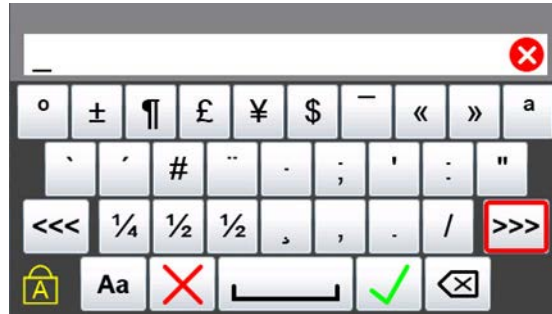 _
º ± ¶ £ ¥ $ ¯ « » ª
` ´ # ¨ · ; ' : "
<<< ¼ ½ ½ ¸ , . / >>>
A Aa